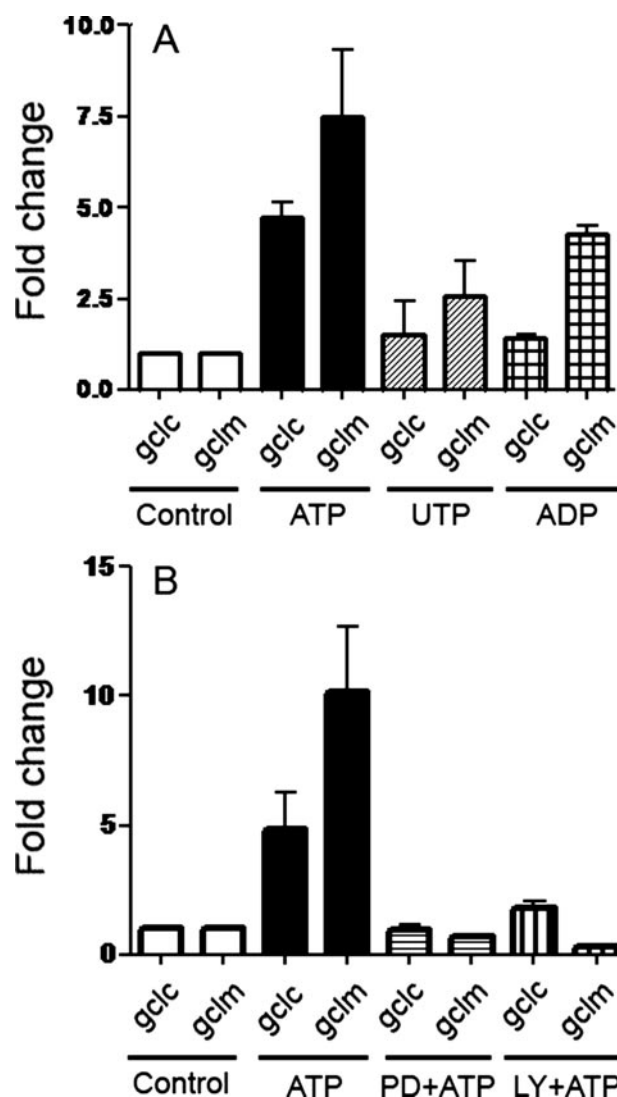 A
Fold change
10.0
7.5
5.0
2.5
0.0
gclc gclm gclc gclm gclc gclm gclc gclm
Control ATP UTP ADP
B
Fold change
15
10
5
0
gclc gclm gclc gclm gclc gclm gclc gclm
Control ATP PD+ATP LY+ATP